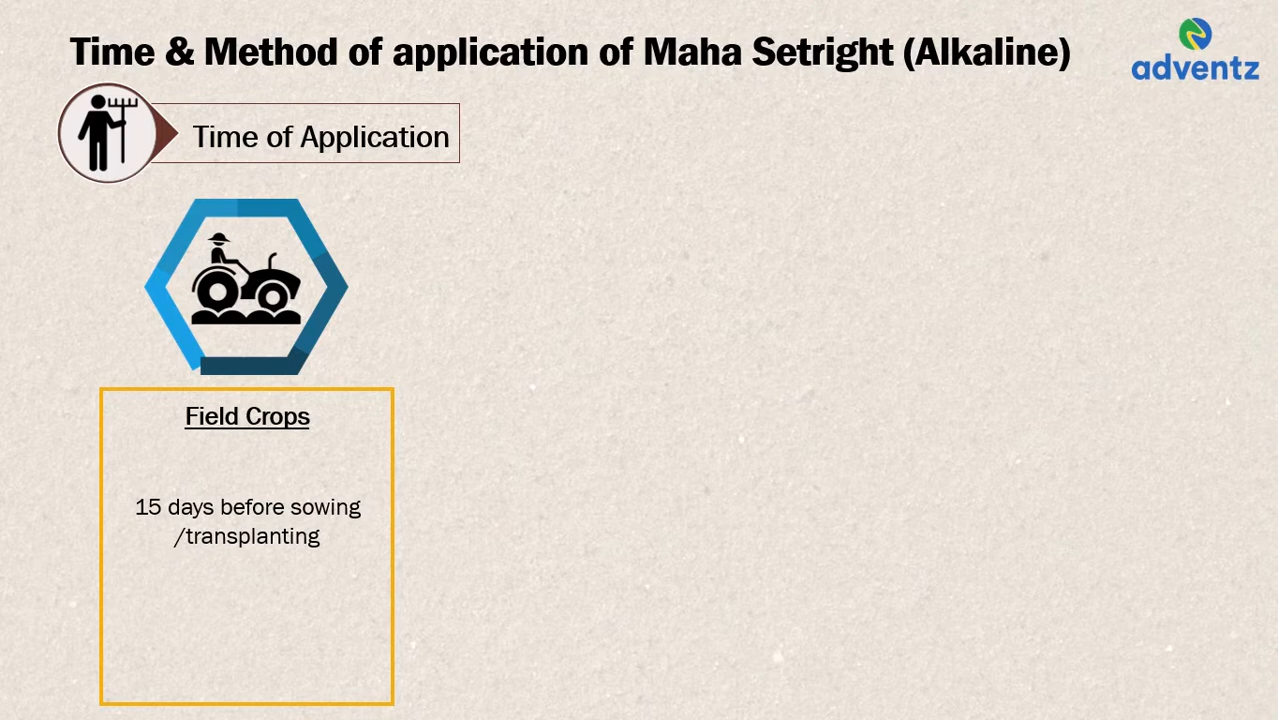 Time & Method of application of Maha Setright (Alkaline)
adventz
Time of Application
Field Crops
15 days before sowing
/transplanting